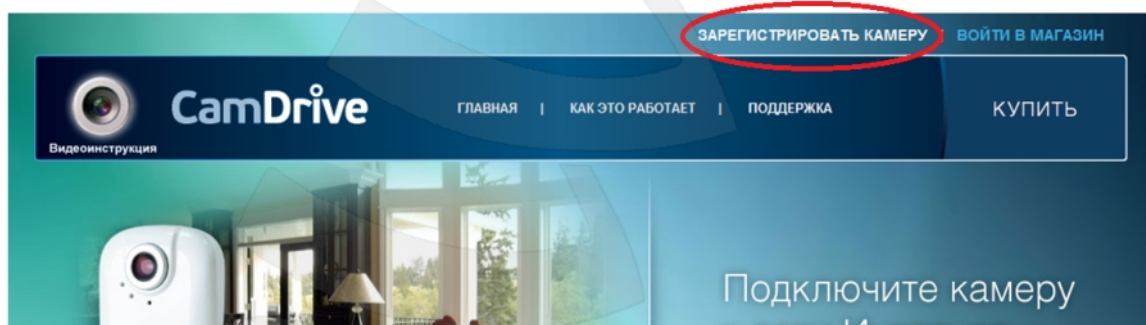 ЗАРЕГИСТРИРОВАТЬ КАМЕРУ | ВОЙТИ В МАГАЗИН
CamDrive
ГЛАВНАЯ | КАК ЭТО РАБОТАЕТ | ПОДДЕРЖКА
КУПИТЬ
Видеоинструкция
Подключите камеру